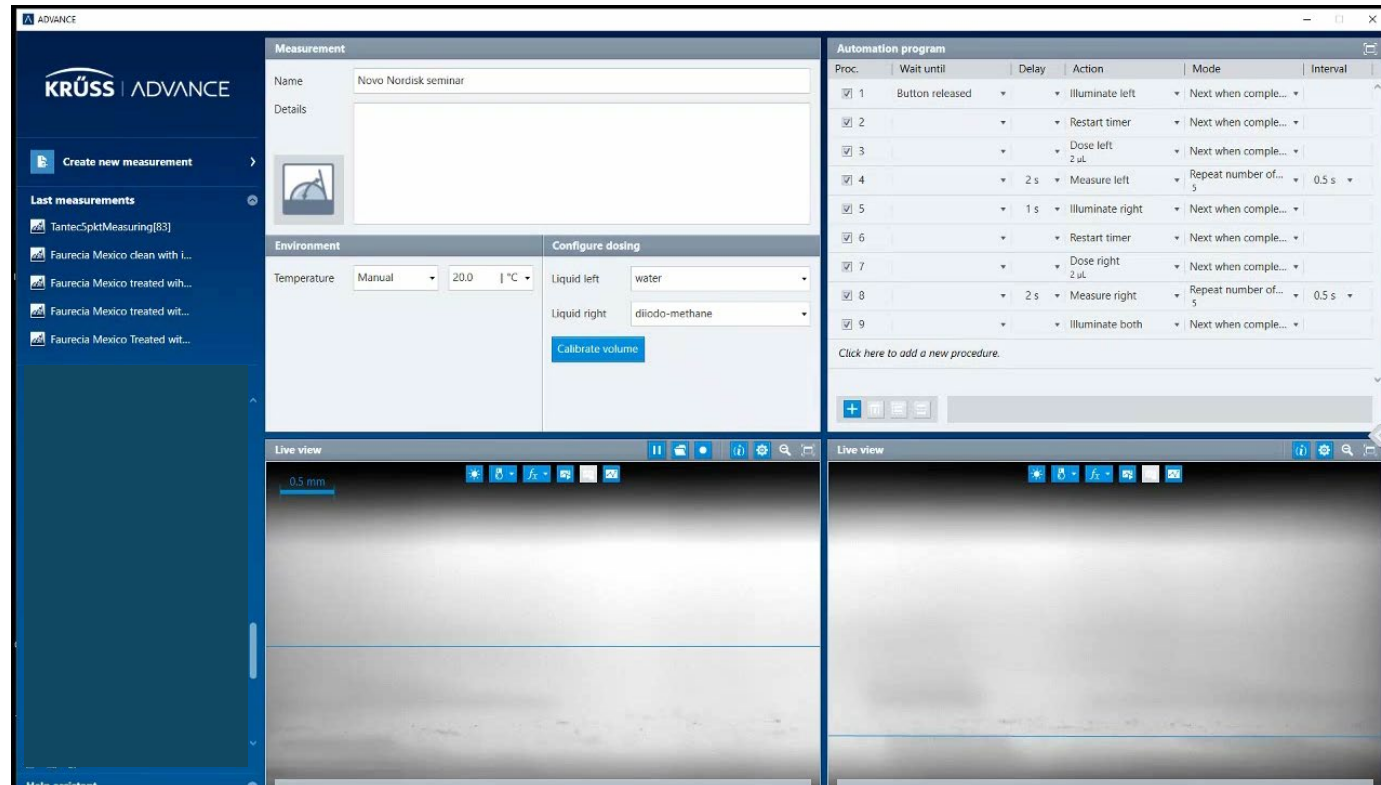 ADVANCE
KRÜSS | ADVANCE
Create new measurement
Last measurements
Tantec5pktMeasuring[83]
Faurecia Mexico clean with i...
Faurecia Mexico treated wih...
Faurecia Mexico treated wit...
Faurecia Mexico Treated wit...
Help assistant
Measurement
Name Novo Nordisk seminar
Details
Environment
Temperature Manual 20.0 | °C
Configure dosing
Liquid left water
Liquid right diiodo-methane
Calibrate volume
Automation program
Proc. Wait until Delay Action Mode Interval
1 Button released Illuminate left Next when comple...
2 Restart timer Next when comple...
3 Dose left 2 µL Next when comple...
4 2 s Measure left Repeat number of... 5 0.5 s
5 1 s Illuminate right Next when comple...
6 Restart timer Next when comple...
7 Dose right 2 µL Next when comple...
8 2 s Measure right Repeat number of... 5 0.5 s
9 Illuminate both Next when comple...
Click here to add a new procedure.
Live view
0.5 mm
Live view